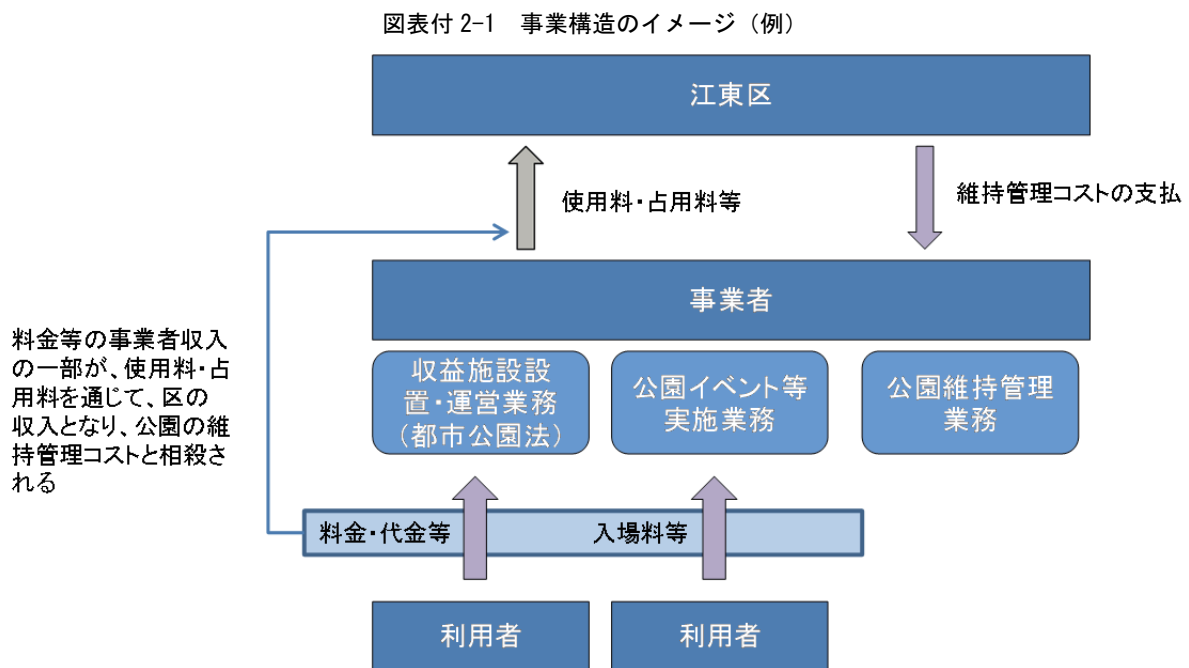 図表付 2-1 事業構造のイメージ（例）
江東区
使用料・占用料等
維持管理コストの支払
事業者
料金等の事業者収入
の一部が、使用料・占
用料を通じて、区の
収入となり、公園の維
持管理コストと相殺さ
れる
収益施設設
置・運営業務
（都市公園法）
公園イベント等
実施業務
公園維持管理
業務
料金・代金等
入場料等
利用者
利用者